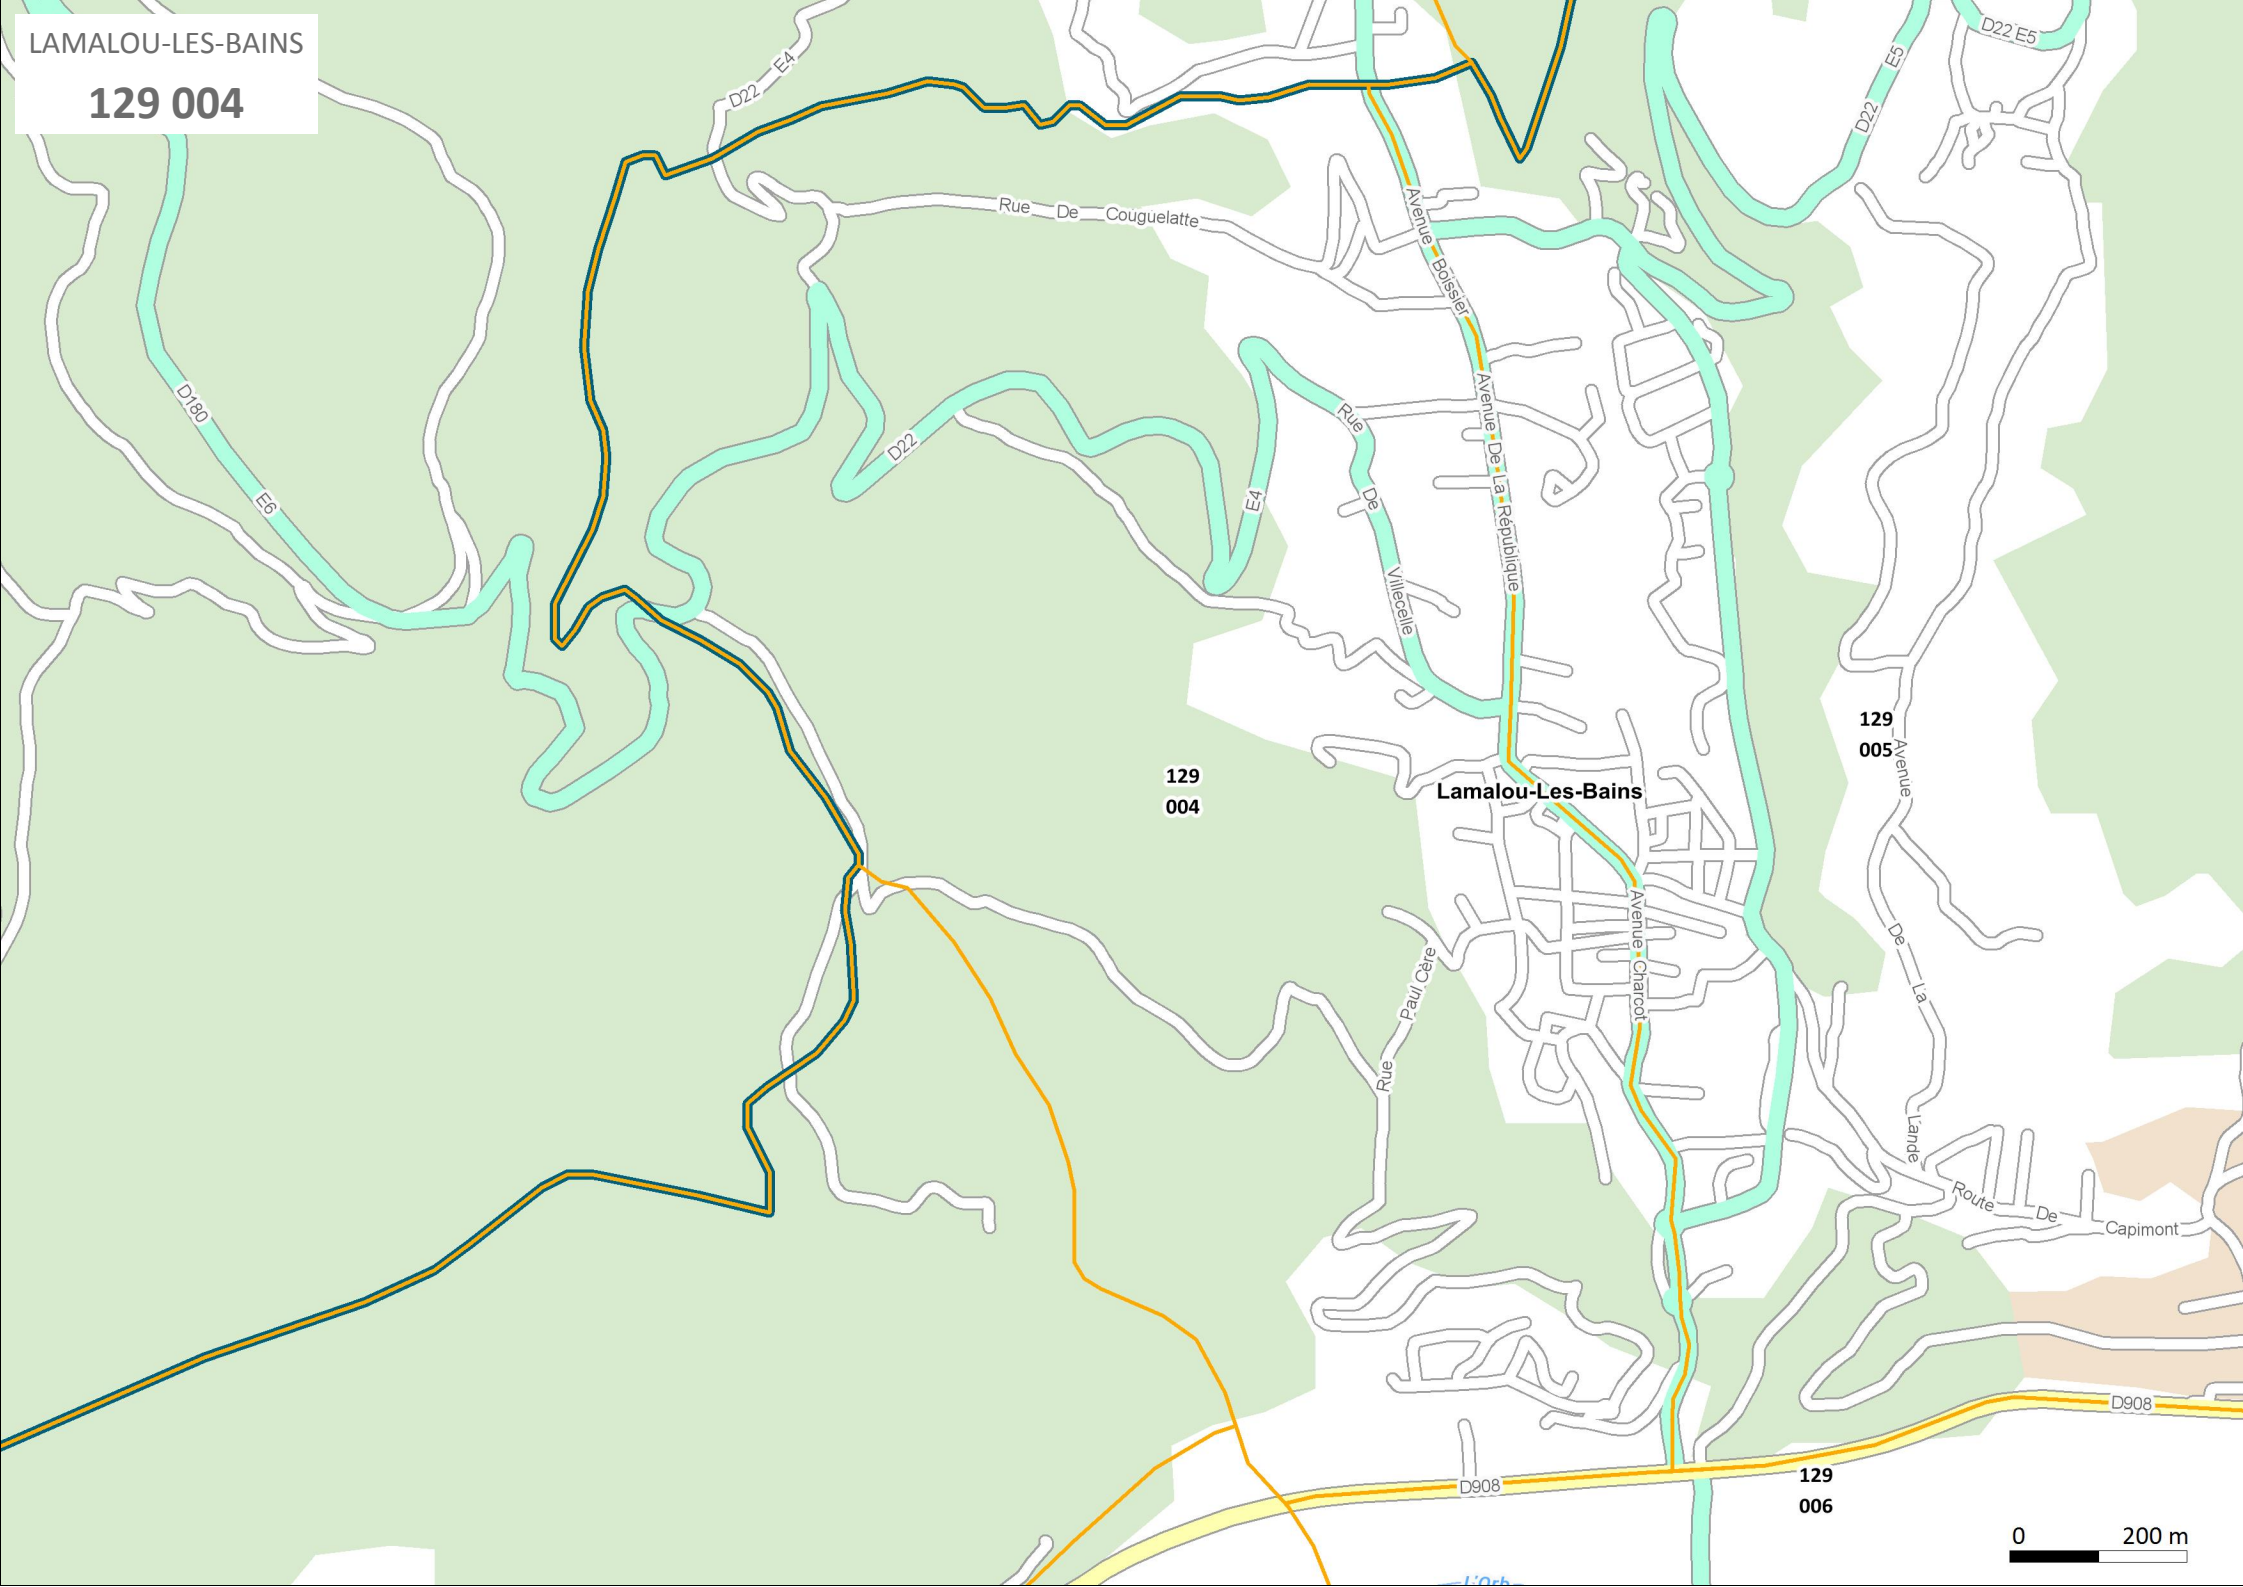 LAMALOU-LES-BAINS
129 004
D22 E4
D22 E5
D22 E5
Rue De Couguelatte
Avenue Boissier
D180 E6
D22 E4
Rue De Villecelle
Avenue De La République
129
004
129
005
Lamalou-Les-Bains
Avenue Charcot
Avenue De La Lande
Rue Paul Cère
Route De Capimont
D908
D908
129
006
0 200 m
L'Orb